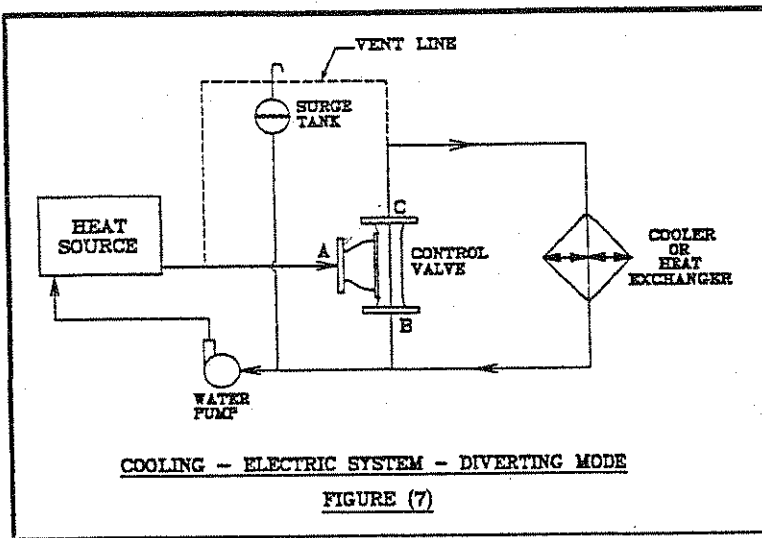 VENT LINE
SURGE
TANK
HEAT
SOURCE
A
C
CONTROL
VALVE
B
COOLER
OR
HEAT
EXCHANGER
WATER
PUMP
COOLING - ELECTRIC SYSTEM - DIVERTING MODE
FIGURE (7)